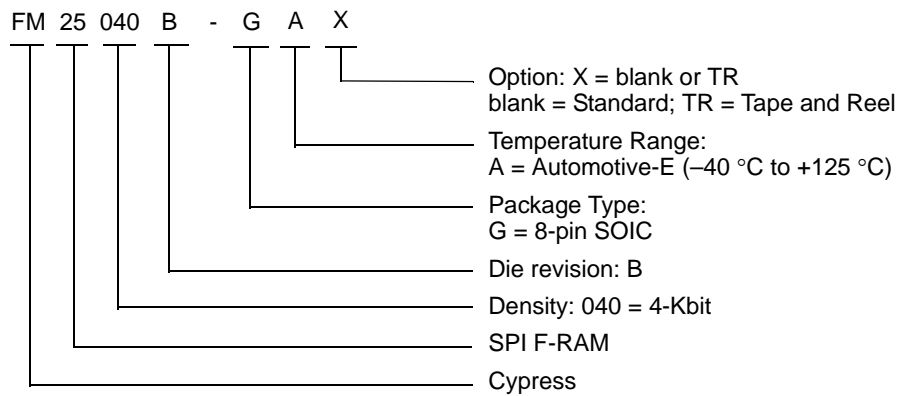 FM 25 040 B - G A X
Option: X = blank or TR
blank = Standard; TR = Tape and Reel
Temperature Range:
A = Automotive-E (–40 °C to +125 °C)
Package Type:
G = 8-pin SOIC
Die revision: B
Density: 040 = 4-Kbit
SPI F-RAM
Cypress